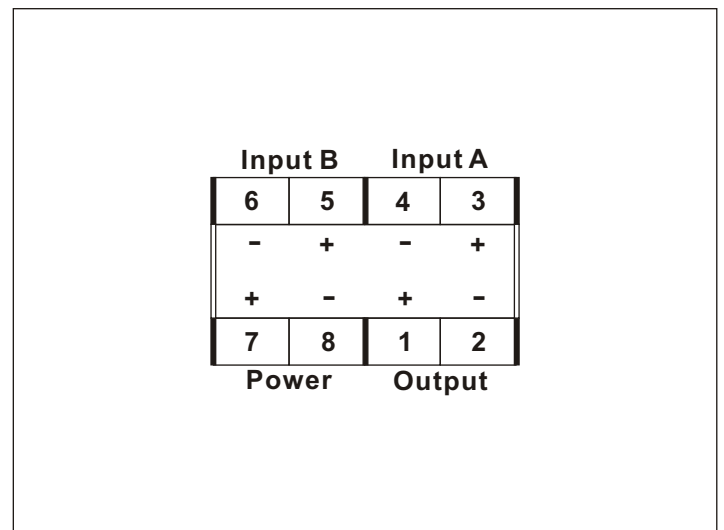 Input B Input A
6 5 4 3
- + - +
+ - + -
7 8 1 2
Power Output